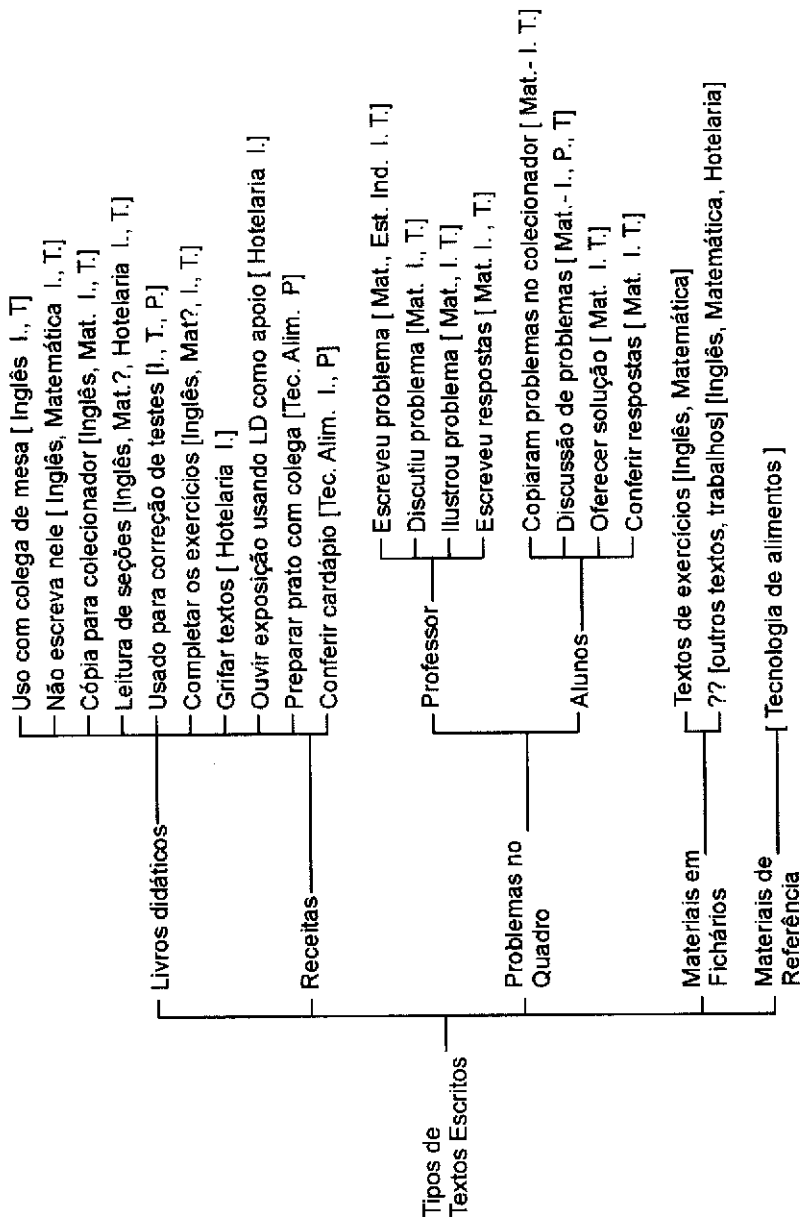 Tipos de
Textos Escritos
Livros didáticos
Uso com colega de mesa [ Inglês I., T]
Não escreva nele [ Inglês, Matemática I., T.]
Cópia para colecionador [Inglês, Mat. I., T.]
Leitura de seções [Inglês, Mat.?, Hotelaria I., T.]
Usado para correção de testes [I., T., P.]
Completar os exercícios [Inglês, Mat?, I., T.]
Grifar textos [ Hotelaria I.]
Ouvir exposição usando LD como apoio [ Hotelaria I.]
Receitas
Preparar prato com colega [Tec. Alim. P]
Conferir cardápio [Tec. Alim. I., P]
Problemas no
Quadro
Professor
Escreveu problema [ Mat., Est. Ind. I. T.]
Discutiu problema [Mat. I., T.]
Ilustrou problema [ Mat., I. T.]
Escreveu respostas [ Mat. I. , T.]
Alunos
Copiaram problemas no colecionador [ Mat.- I. T.]
Discussão de problemas [ Mat.- I., P., T]
Oferecer solução [ Mat. I. T.]
Conferir respostas [ Mat. I. T.]
Materiais em
Fichários
Textos de exercícios [Inglês, Matemática]
?? [outros textos, trabalhos] [Inglês, Matemática, Hotelaria]
Materiais de
Referência
[ Tecnologia de alimentos ]